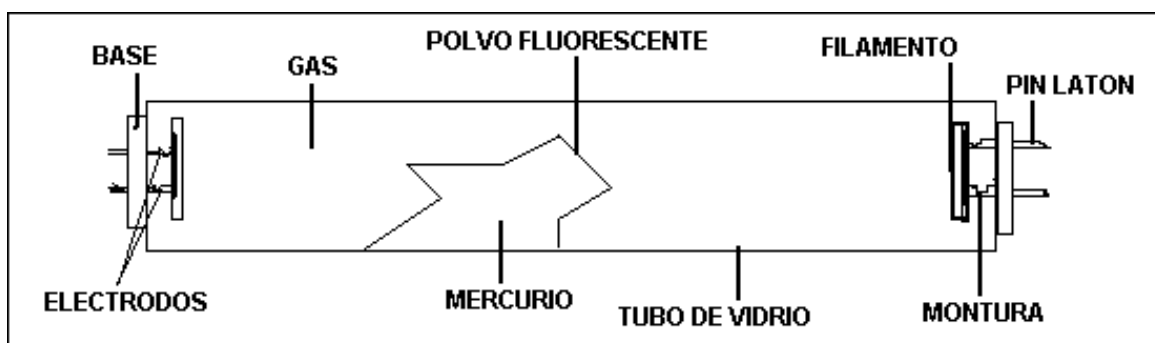 POLVO FLUORESCENTE
FILAMENTO
BASE
GAS
PIN LATON
ELECTRODOS
MERCURIO
TUBO DE VIDRIO
MONTURA